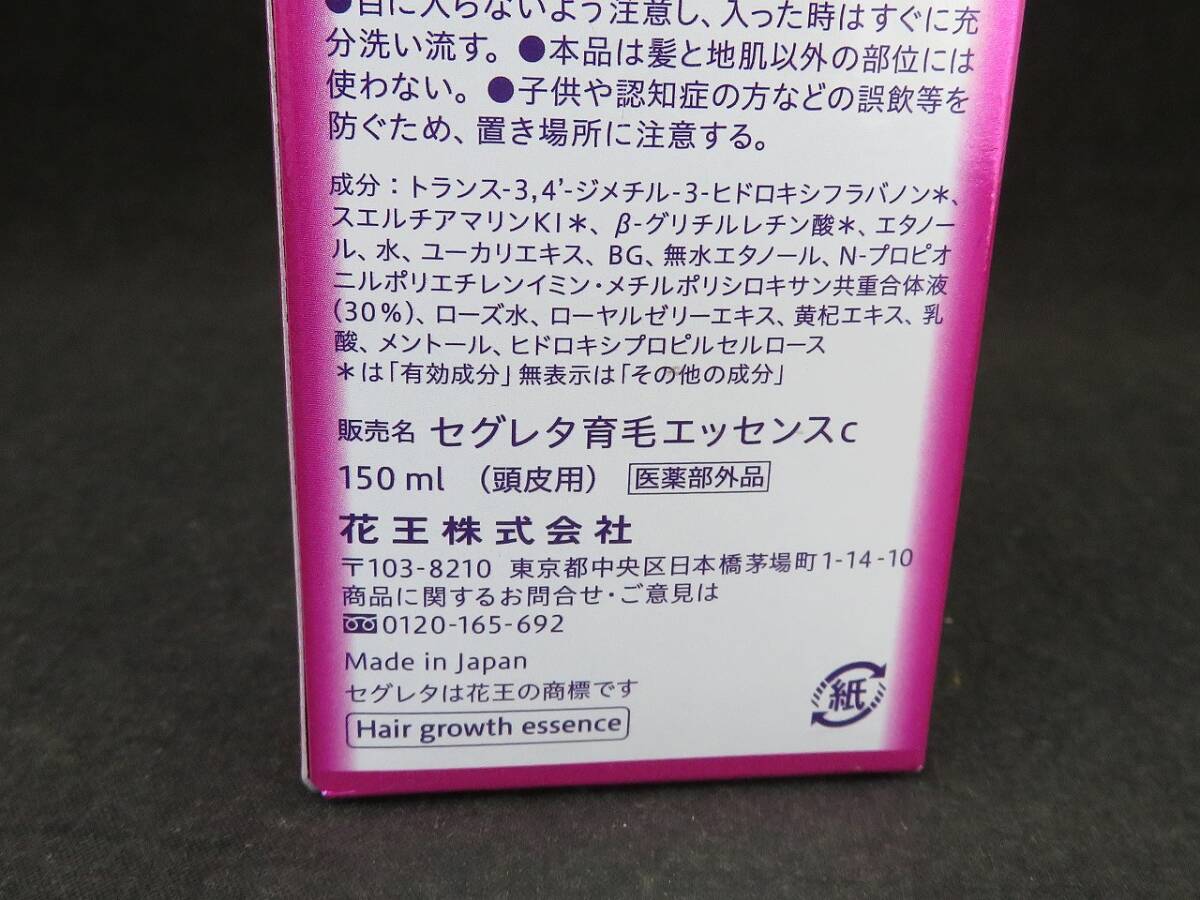 ●目に入らないよう注意し、入った時はすぐに充
分洗い流す。●本品は髪と地肌以外の部位には
使わない。●子供や認知症の方などの誤飲等を
防ぐため、置き場所に注意する。
成分：トランス-3,4’-ジメチル-3-ヒドロキシフラバノン＊、
スエルチアマリンKI＊、β-グリチルレチン酸＊、エタノー
ル、水、ユーカリエキス、BG、無水エタノール、N-プロピオ
ニルポリエチレンイミン・メチルポリシロキサン共重合体液
(30%)、ローズ水、ローヤルゼリーエキス、黄杞エキス、乳
酸、メントール、ヒドロキシプロピルセルロース
＊は「有効成分」無表示は「その他の成分」
販売名 セグレタ育毛エッセンスc
150 ml （頭皮用） 医薬部外品
花王株式会社
〒103-8210 東京都中央区日本橋茅場町1-14-10
商品に関するお問合せ・ご意見は
0120-165-692
Made in Japan
セグレタは花王の商標です
紙
Hair growth essence